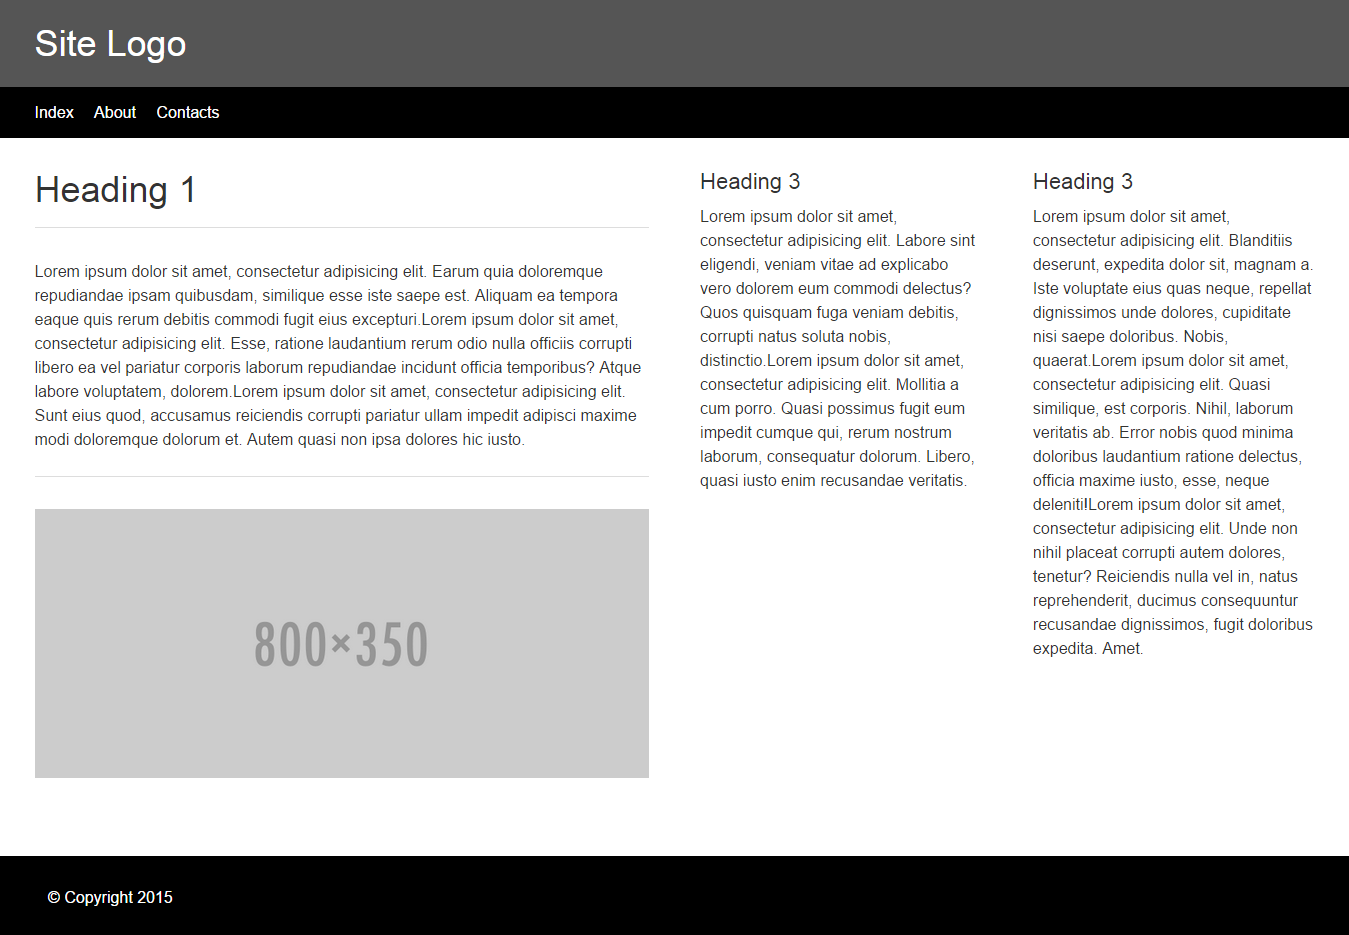 Site Logo
Index About Contacts
Heading 1
Lorem ipsum dolor sit amet, consectetur adipisicing elit. Earum quia doloremque
repudiandae ipsam quibusdam, similique esse iste saepe est. Aliquam ea tempora
eaque quis rerum debitis commodi fugit eius excepturi.Lorem ipsum dolor sit amet,
consectetur adipisicing elit. Esse, ratione laudantium rerum odio nulla officiis corrupti
libero ea vel pariatur corporis laborum repudiandae incidunt officia temporibus? Atque
labore voluptatem, dolorem.Lorem ipsum dolor sit amet, consectetur adipisicing elit.
Sunt eius quod, accusamus reiciendis corrupti pariatur ullam impedit adipisci maxime
modi doloremque dolorum et. Autem quasi non ipsa dolores hic iusto.
800×350
Heading 3
Lorem ipsum dolor sit amet,
consectetur adipisicing elit. Labore sint
eligendi, veniam vitae ad explicabo
vero dolorem eum commodi delectus?
Quos quisquam fuga veniam debitis,
corrupti natus soluta nobis,
distinctio.Lorem ipsum dolor sit amet,
consectetur adipisicing elit. Mollitia a
cum porro. Quasi possimus fugit eum
impedit cumque qui, rerum nostrum
laborum, consequatur dolorum. Libero,
quasi iusto enim recusandae veritatis.
Heading 3
Lorem ipsum dolor sit amet,
consectetur adipisicing elit. Blanditiis
deserunt, expedita dolor sit, magnam a.
Iste voluptate eius quas neque, repellat
dignissimos unde dolores, cupiditate
nisi saepe doloribus. Nobis,
quaerat.Lorem ipsum dolor sit amet,
consectetur adipisicing elit. Quasi
similique, est corporis. Nihil, laborum
veritatis ab. Error nobis quod minima
doloribus laudantium ratione delectus,
officia maxime iusto, esse, neque
deleniti!Lorem ipsum dolor sit amet,
consectetur adipisicing elit. Unde non
nihil placeat corrupti autem dolores,
tenetur? Reiciendis nulla vel in, natus
reprehenderit, ducimus consequuntur
recusandae dignissimos, fugit doloribus
expedita. Amet.
© Copyright 2015